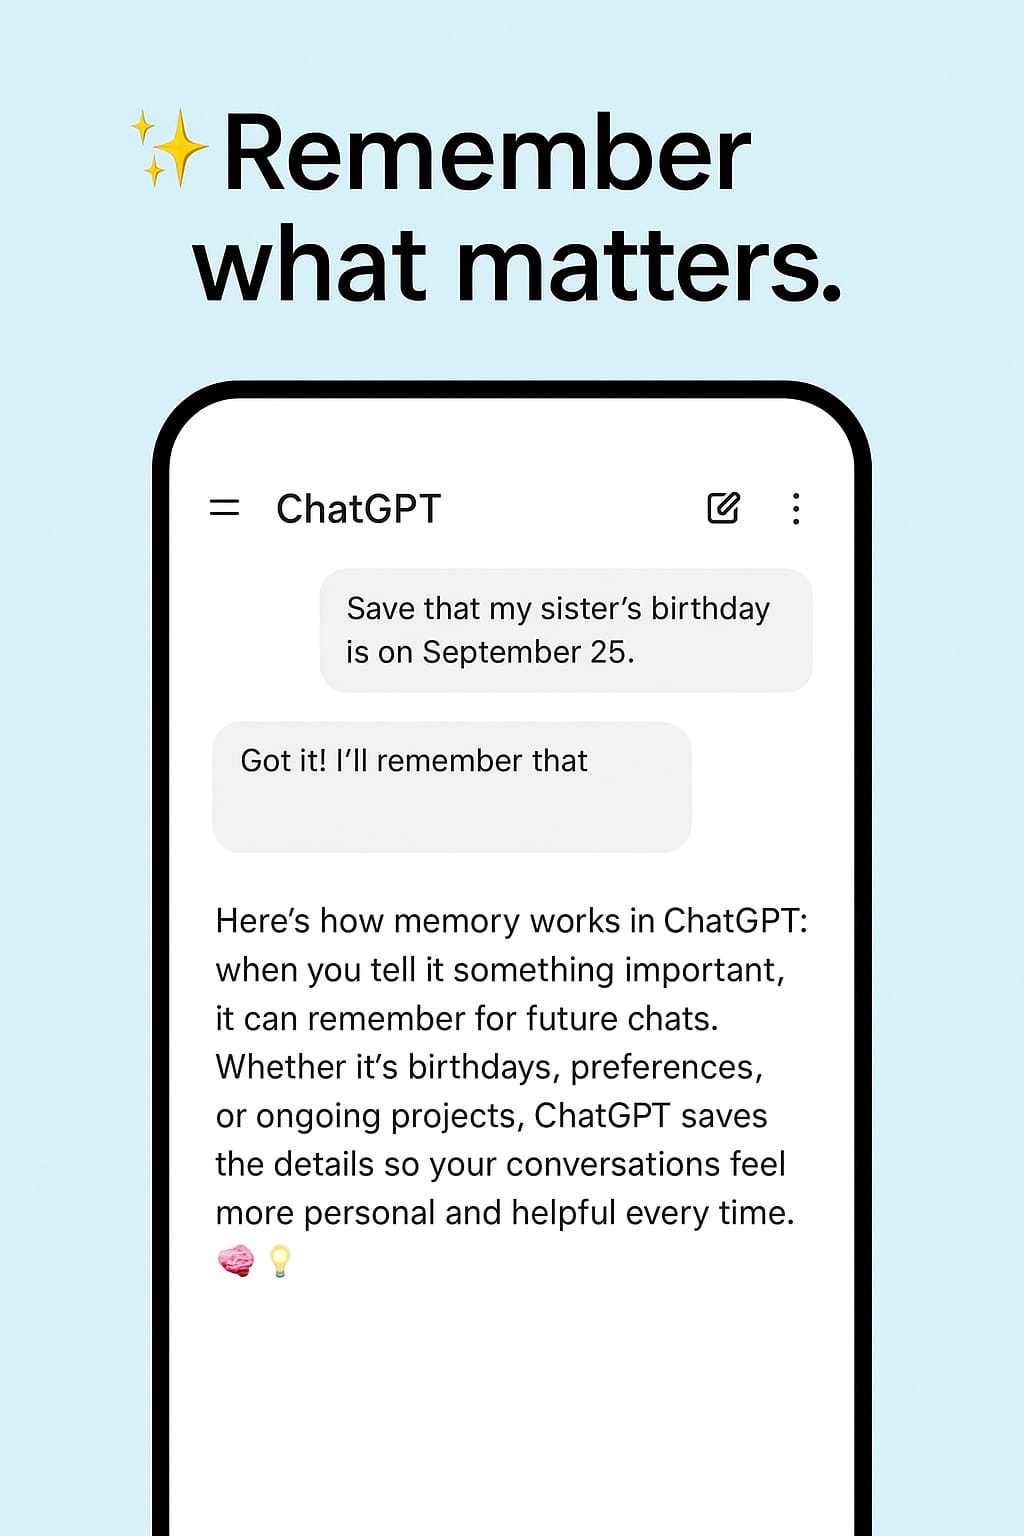 ✨Remember
what matters.
ChatGPT
Save that my sister’s birthday
is on September 25.
Got it! I’ll remember that
Here’s how memory works in ChatGPT:
when you tell it something important,
it can remember for future chats.
Whether it’s birthdays, preferences,
or ongoing projects, ChatGPT saves
the details so your conversations feel
more personal and helpful every time.
🧠💡